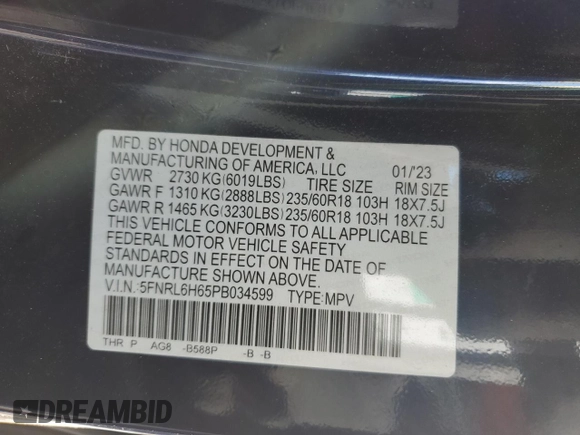 MFD. BY HONDA DEVELOPMENT &
MANUFACTURING OF AMERICA, LLC 01/'23
GVWR 2730 KG(6019LBS) TIRE SIZE RIM SIZE
GAWR F 1310 KG(2888LBS) 235/60R18 103H 18X7.5J
GAWR R 1465 KG(3230LBS) 235/60R18 103H 18X7.5J
THIS VEHICLE CONFORMS TO ALL APPLICABLE
FEDERAL MOTOR VEHICLE SAFETY
STANDARDS IN EFFECT ON THE DATE OF
MANUFACTURE SHOWN ABOVE.
V.I.N.:5FNRL6H65PB034599 TYPE:MPV
THR P AG8 -B588P -B -B
DREAMBID